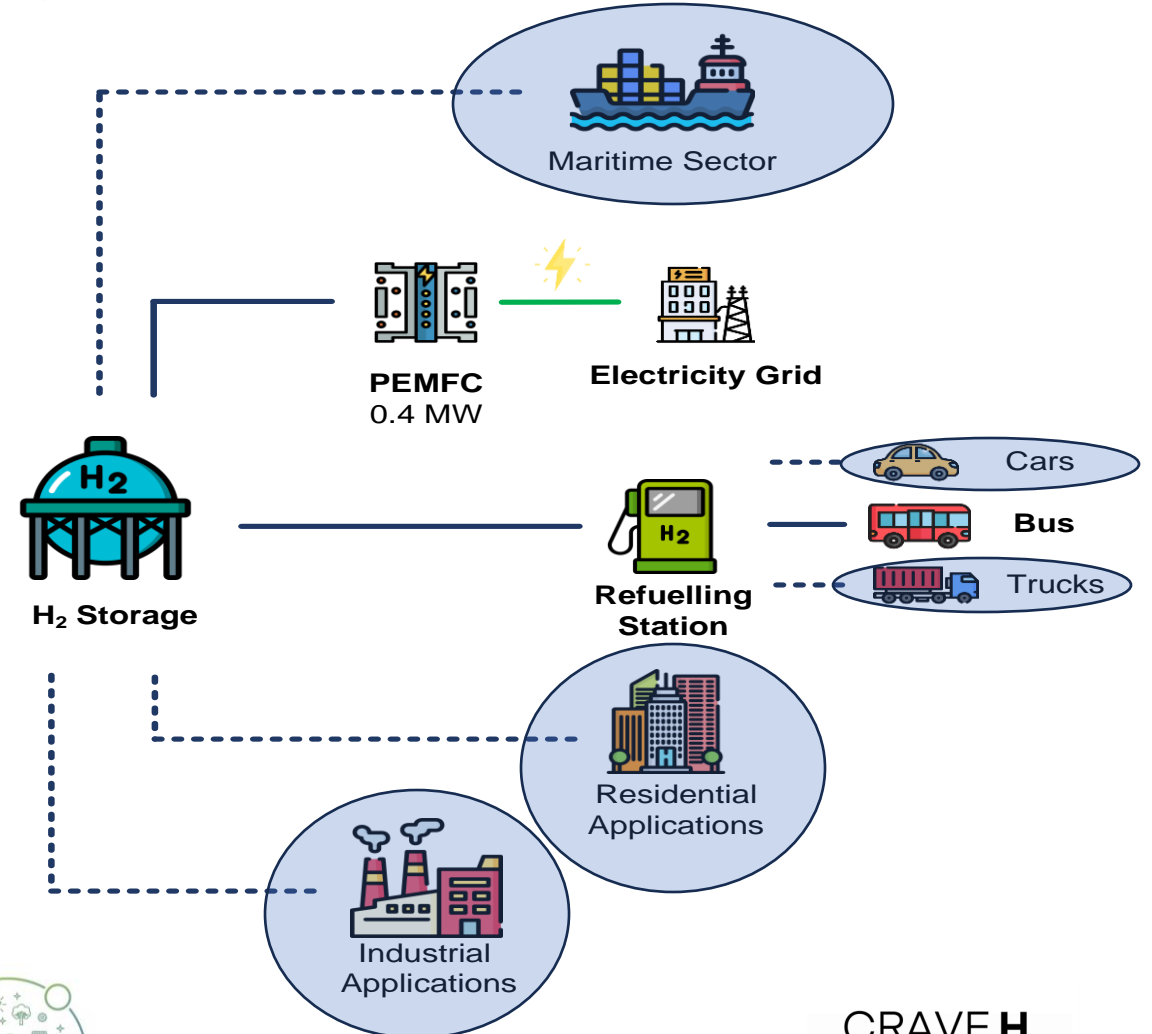 Maritime Sector
PEMFC
0.4 MW
Electricity Grid
H2
H₂ Storage
H2
Refuelling
Station
Cars
Bus
Trucks
H
Residential
Applications
Industrial
Applications
CRAVE H